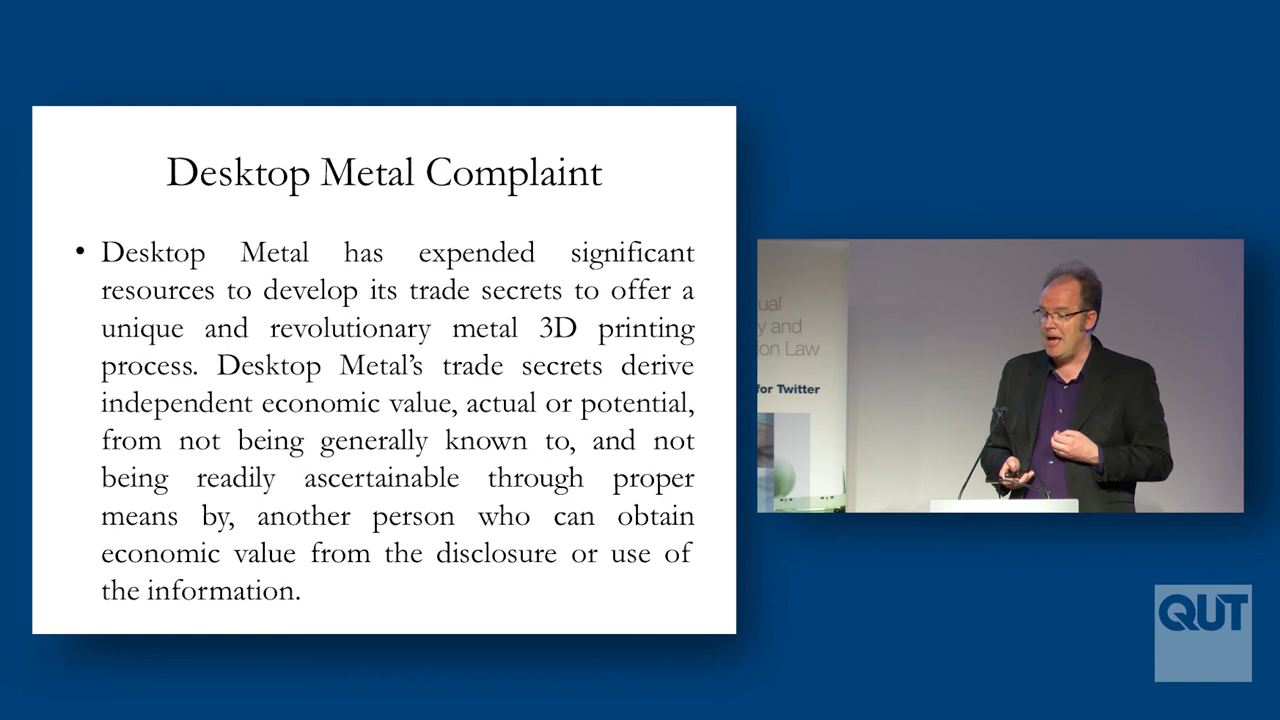 Desktop Metal Complaint
• Desktop Metal has expended significant
resources to develop its trade secrets to offer a
unique and revolutionary metal 3D printing
process. Desktop Metal’s trade secrets derive
independent economic value, actual or potential,
from not being generally known to, and not
being readily ascertainable through proper
means by, another person who can obtain
economic value from the disclosure or use of
the information.
ual
y and
ion Law
for Twitter
QUT